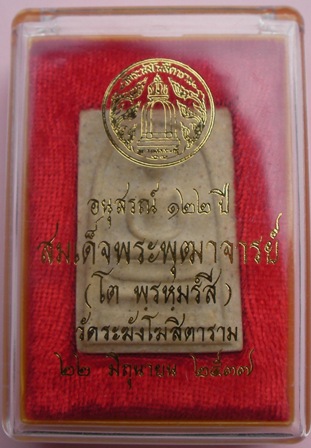 อนุสรณ์ ๑๒๒ ปี
สมเด็จพระพุฒาจารย์
(โต พฺรหฺมรํสี)
วัดระฆังโฆสิตาราม
๒๒ มิถุนายน ๒๕๓๗